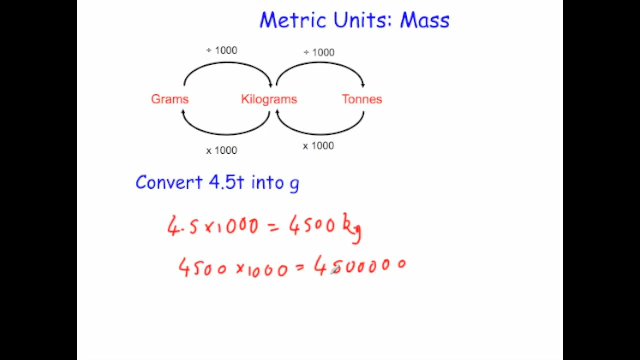 Metric Units: Mass
÷ 1000 ÷ 1000
Grams Kilograms Tonnes
x 1000 x 1000
Convert 4.5t into g
4.5 × 1000 = 4500 kg
4500 × 1000 = 4500000